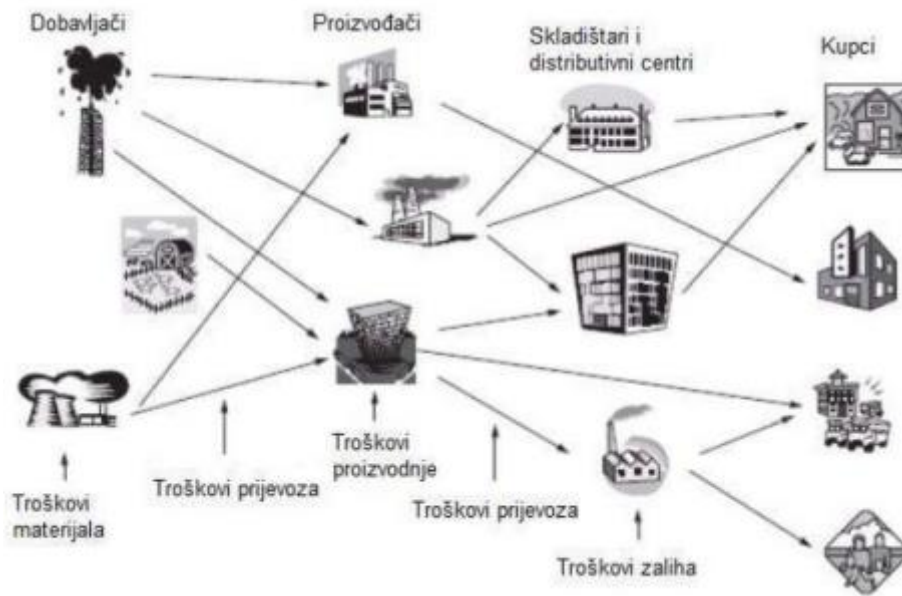 Dobavljači
Proizvođači
Skladištari i
distributivni centri
Kupci
Troškovi
materijala
Troškovi prijevoza
Troškovi
proizvodnje
Troškovi prijevoza
Troškovi zaliha